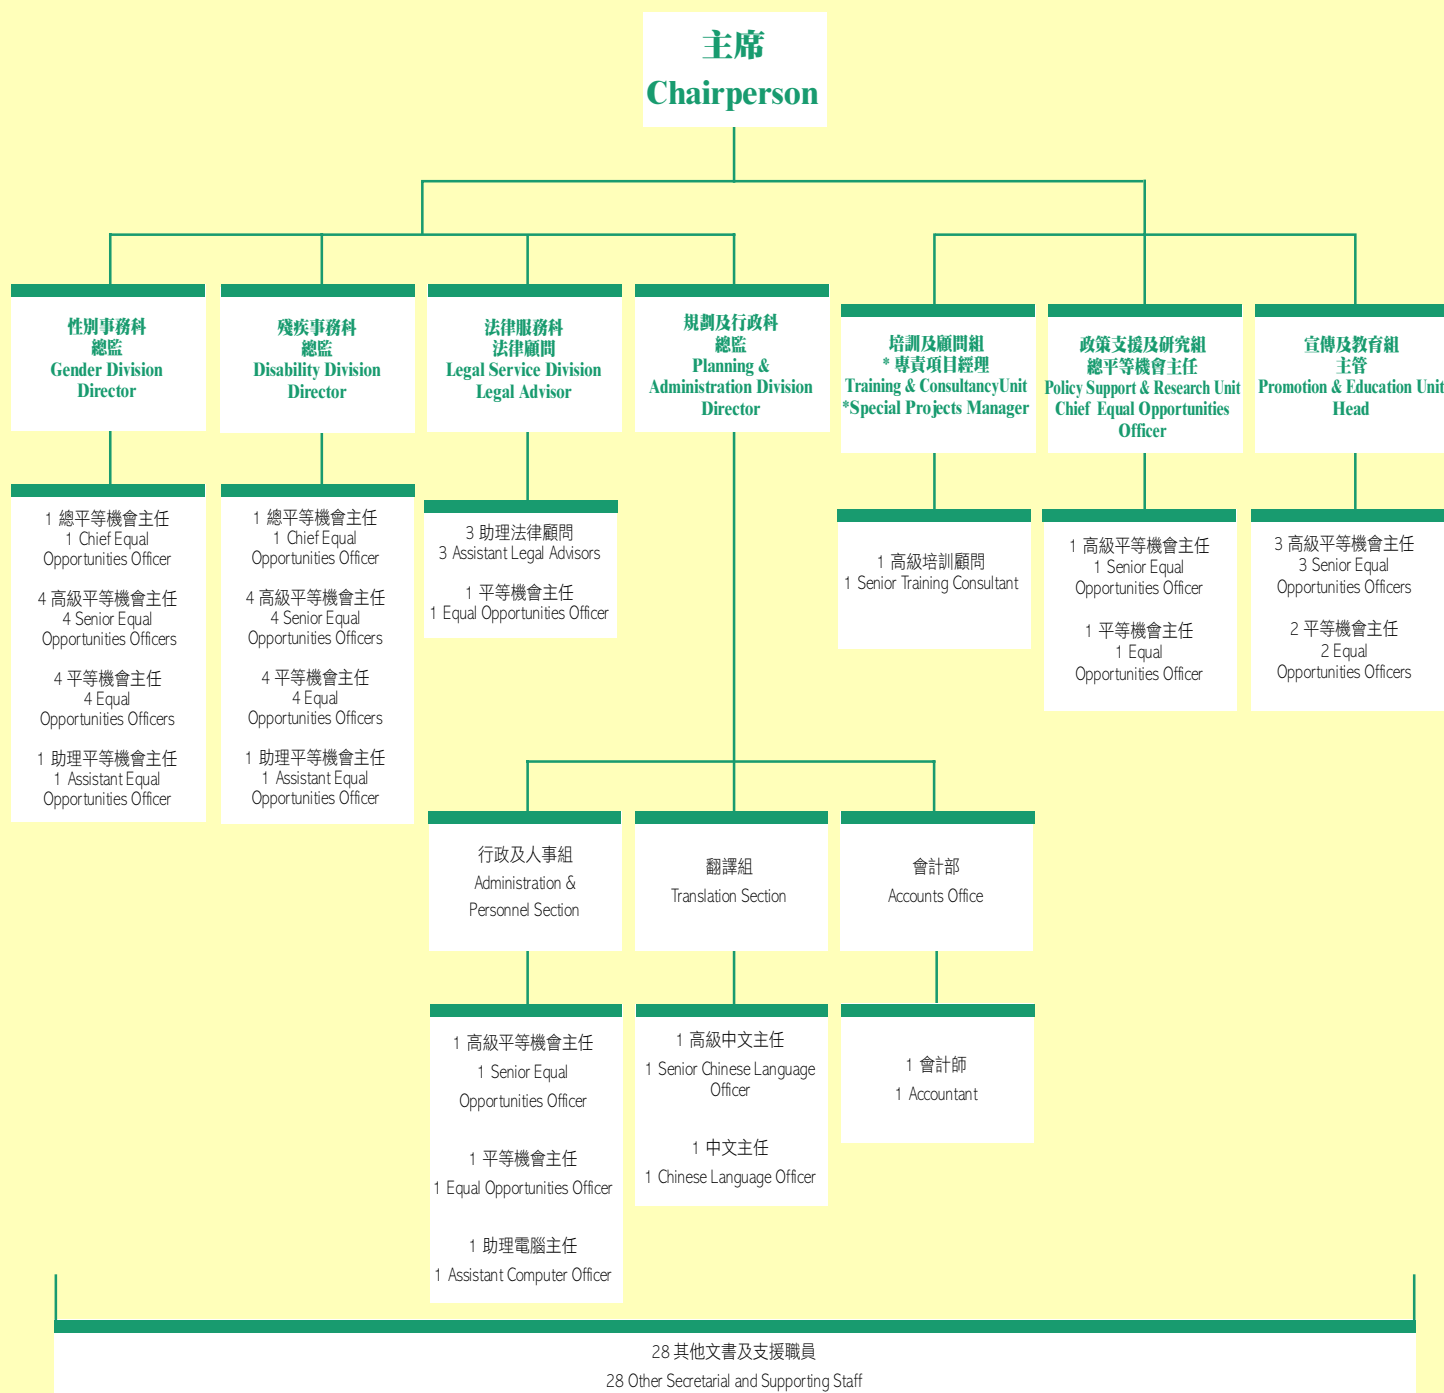 主席
Chairperson
性別事務科
總監
Gender Division
Director
殘疾事務科
總監
Disability Division
Director
法律服務科
法律顧問
Legal Service Division
Legal Advisor
規劃及行政科
總監
Planning &
Administration Division
Director
培訓及顧問組
* 專責項目經理
Training & ConsultancyUnit
*Special Projects Manager
政策支援及研究組
總平等機會主任
Policy Support & Research Unit
Chief Equal Opportunities
Officer
宣傳及教育組
主管
Promotion & Education Unit
Head
1 總平等機會主任
1 Chief Equal
Opportunities Officer
4 高級平等機會主任
4 Senior Equal
Opportunities Officers
4 平等機會主任
4 Equal
Opportunities Officers
1 助理平等機會主任
1 Assistant Equal
Opportunities Officer
1 總平等機會主任
1 Chief Equal
Opportunities Officer
4 高級平等機會主任
4 Senior Equal
Opportunities Officers
4 平等機會主任
4 Equal
Opportunities Officers
1 助理平等機會主任
1 Assistant Equal
Opportunities Officer
3 助理法律顧問
3 Assistant Legal Advisors
1 平等機會主任
1 Equal Opportunities Officer
1 高級培訓顧問
1 Senior Training Consultant
1 高級平等機會主任
1 Senior Equal
Opportunities Officer
1 平等機會主任
1 Equal
Opportunities Officer
3 高級平等機會主任
3 Senior Equal
Opportunities Officers
2 平等機會主任
2 Equal
Opportunities Officers
行政及人事組
Administration &
Personnel Section
翻譯組
Translation Section
會計部
Accounts Office
1 高級平等機會主任
1 Senior Equal
Opportunities Officer
1 平等機會主任
1 Equal Opportunities Officer
1 助理電腦主任
1 Assistant Computer Officer
1 高級中文主任
1 Senior Chinese Language
Officer
1 中文主任
1 Chinese Language Officer
1 會計師
1 Accountant
28 其他文書及支援職員
28 Other Secretarial and Supporting Staff